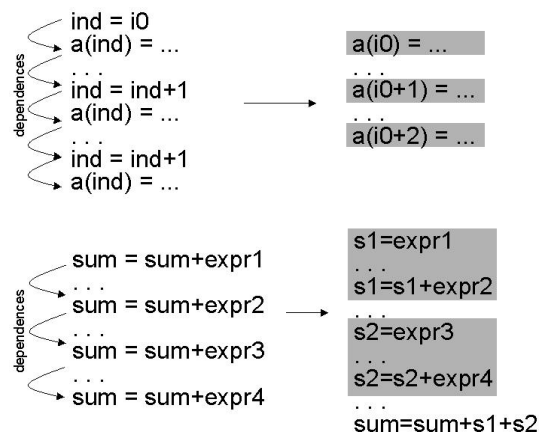 dependences
ind = i0
a(ind) = ...
. . .
ind = ind+1
a(ind) = ...
. . .
ind = ind+1
a(ind) = ...
a(i0) = ...
. . .
a(i0+1) = ...
. . .
a(i0+2) = ...
dependences
sum = sum+expr1
. . .
sum = sum+expr2
. . .
sum = sum+expr3
. . .
sum = sum+expr4
s1=expr1
. . .
s1=s1+expr2
. . .
s2=expr3
. . .
s2=s2+expr4
. . .
sum=sum+s1+s2